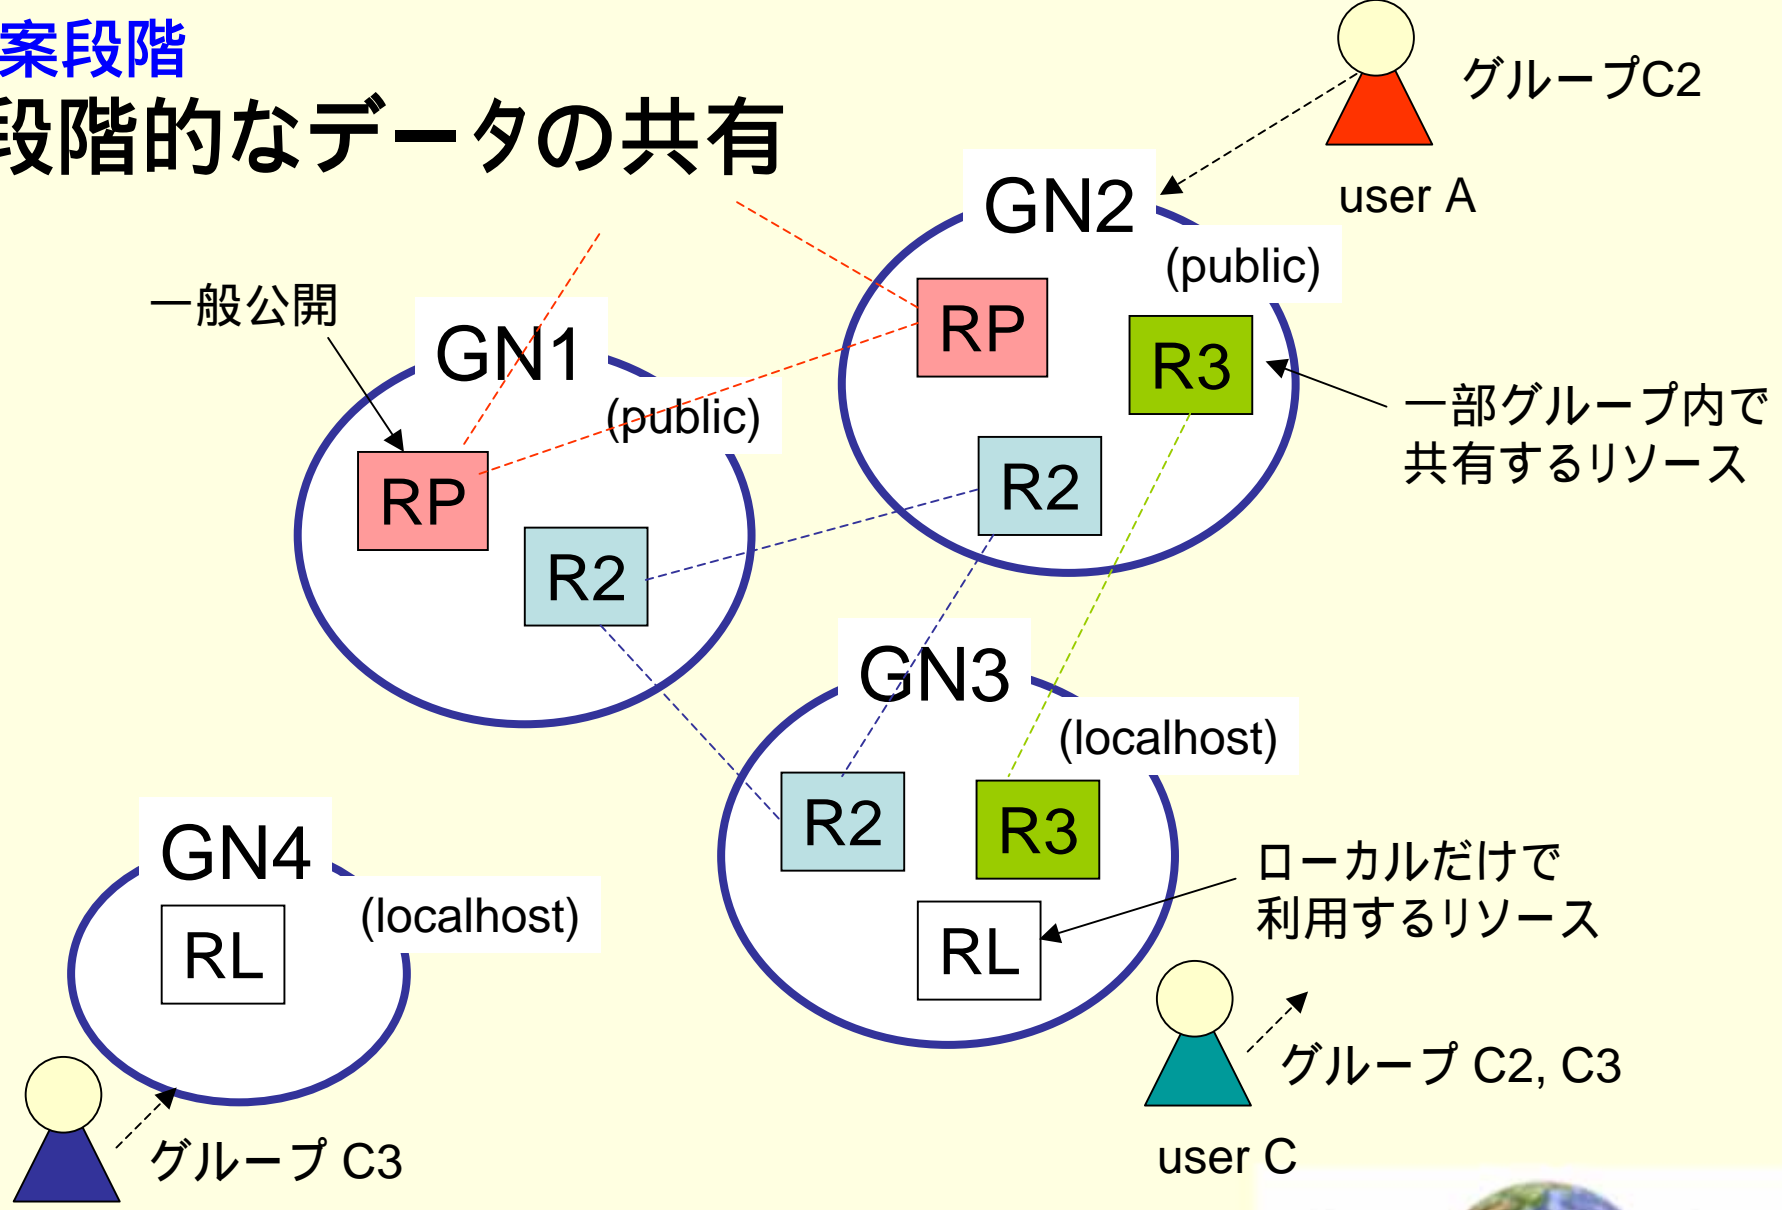 案段階
段階的なデータの共有
グループC2
user A
GN2
(public)
RP
R3
一般公開
GN1
(public)
一部グループ内で
共有するリソース
RP
R2
R2
GN3
(localhost)
R2
R3
GN4
(localhost)
RL
ローカルだけで
利用するリソース
RL
グループ C2, C3
user C
グループ C3